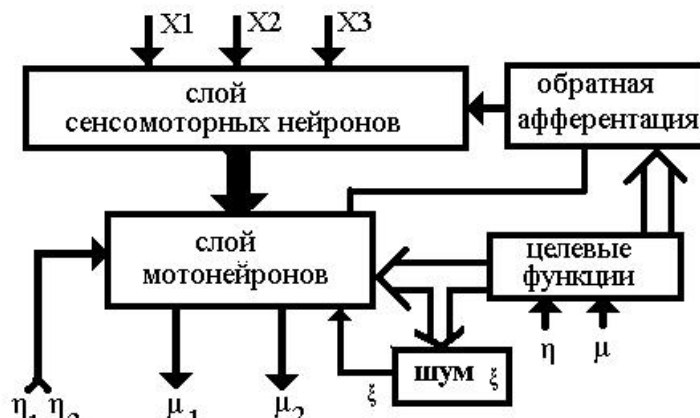 X1 X2 X3
слой
сенсомоторных нейронов
обратная
афферентация
слой
мотонейронов
целевые
функции
η μ
шум ξ
ξ
η₁ η₂
μ₁ μ₂